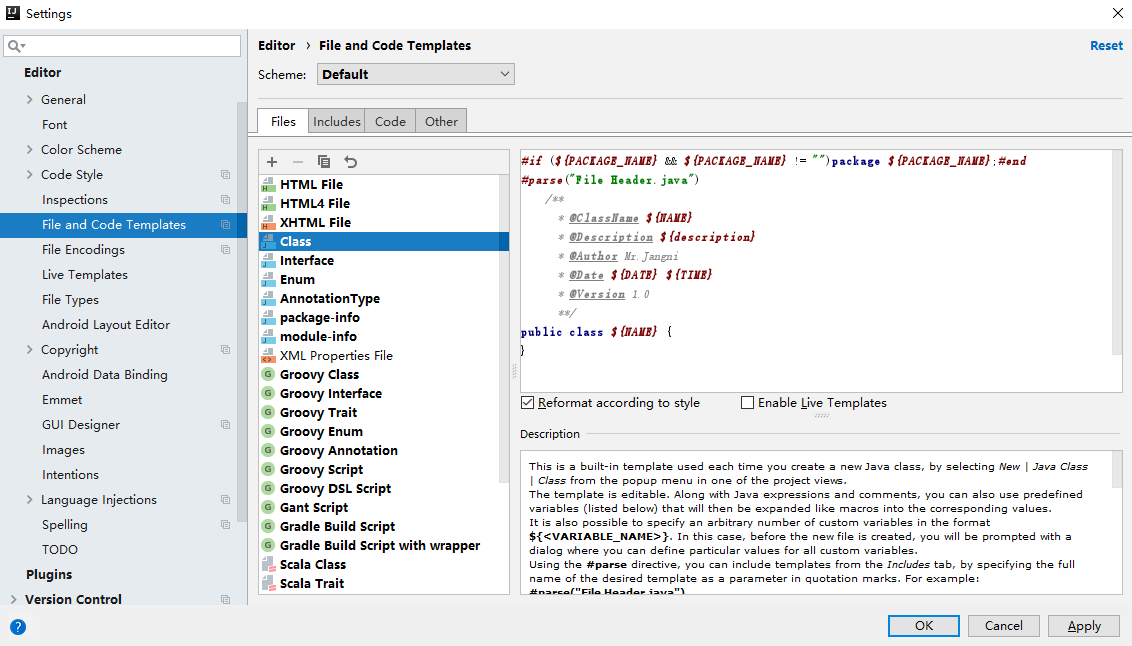 Settings
Editor
General
Font
Color Scheme
Code Style
Inspections
File and Code Templates
File Encodings
Live Templates
File Types
Android Layout Editor
Copyright
Android Data Binding
Emmet
GUI Designer
Images
Intentions
Language Injections
Spelling
TODO
Plugins
Version Control
Editor › File and Code Templates
Reset
Scheme: Default
Files Includes Code Other
HTML File
HTML4 File
XHTML File
Class
Interface
Enum
AnnotationType
package-info
module-info
XML Properties File
Groovy Class
Groovy Interface
Groovy Trait
Groovy Enum
Groovy Annotation
Groovy Script
Groovy DSL Script
Gant Script
Gradle Build Script
Gradle Build Script with wrapper
Scala Class
Scala Trait
#if (${PACKAGE_NAME} && ${PACKAGE_NAME} != "")package ${PACKAGE_NAME};#end
#parse("File Header.java")
/**
* @ClassName ${NAME}
* @Description ${description}
* @Author Mr.Jangni
* @Date ${DATE} ${TIME}
* @Version 1.0
**/
public class ${NAME} {
}
Reformat according to style Enable Live Templates
Description
This is a built-in template used each time you create a new Java class, by selecting New | Java Class
| Class from the popup menu in one of the project views.
The template is editable. Along with Java expressions and comments, you can also use predefined
variables (listed below) that will then be expanded like macros into the corresponding values.
It is also possible to specify an arbitrary number of custom variables in the format
${<VARIABLE_NAME>}. In this case, before the new file is created, you will be prompted with a
dialog where you can define particular values for all custom variables.
Using the #parse directive, you can include templates from the Includes tab, by specifying the full
name of the desired template as a parameter in quotation marks. For example:
#parse("File Header.java")
?
OK Cancel Apply